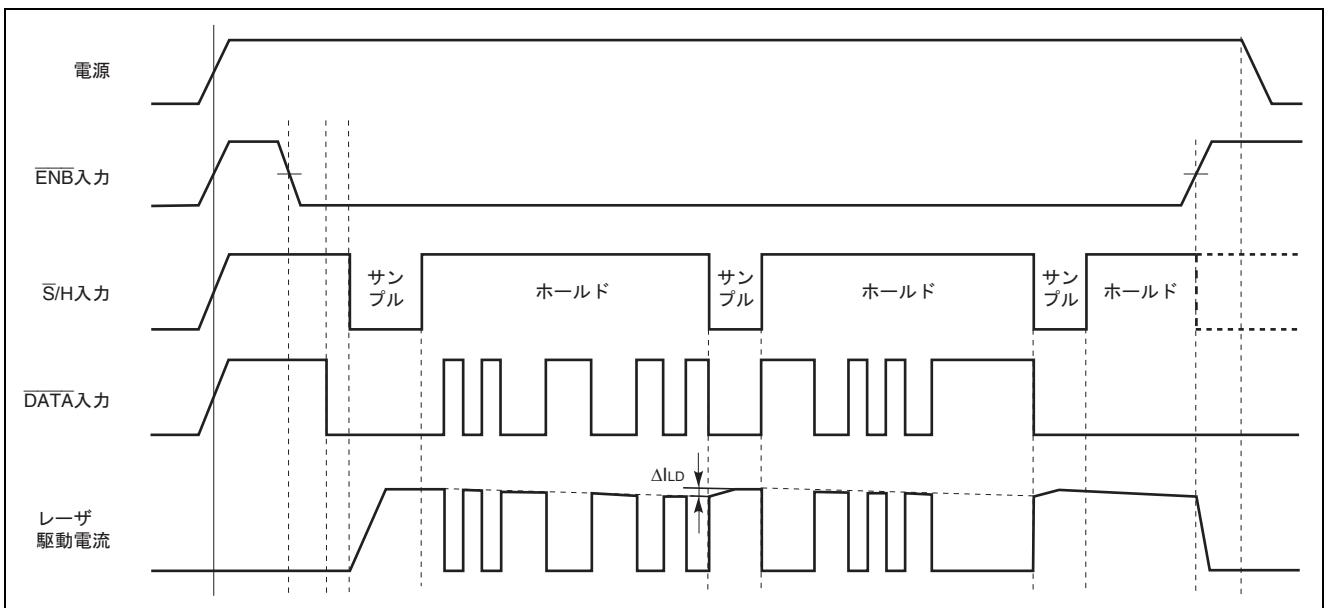 電源
ENB入力
S/H入力
サン
プル
ホールド
サン
プル
ホールド
サン
プル
ホールド
DATA入力
ΔILD
レーザ
駆動電流